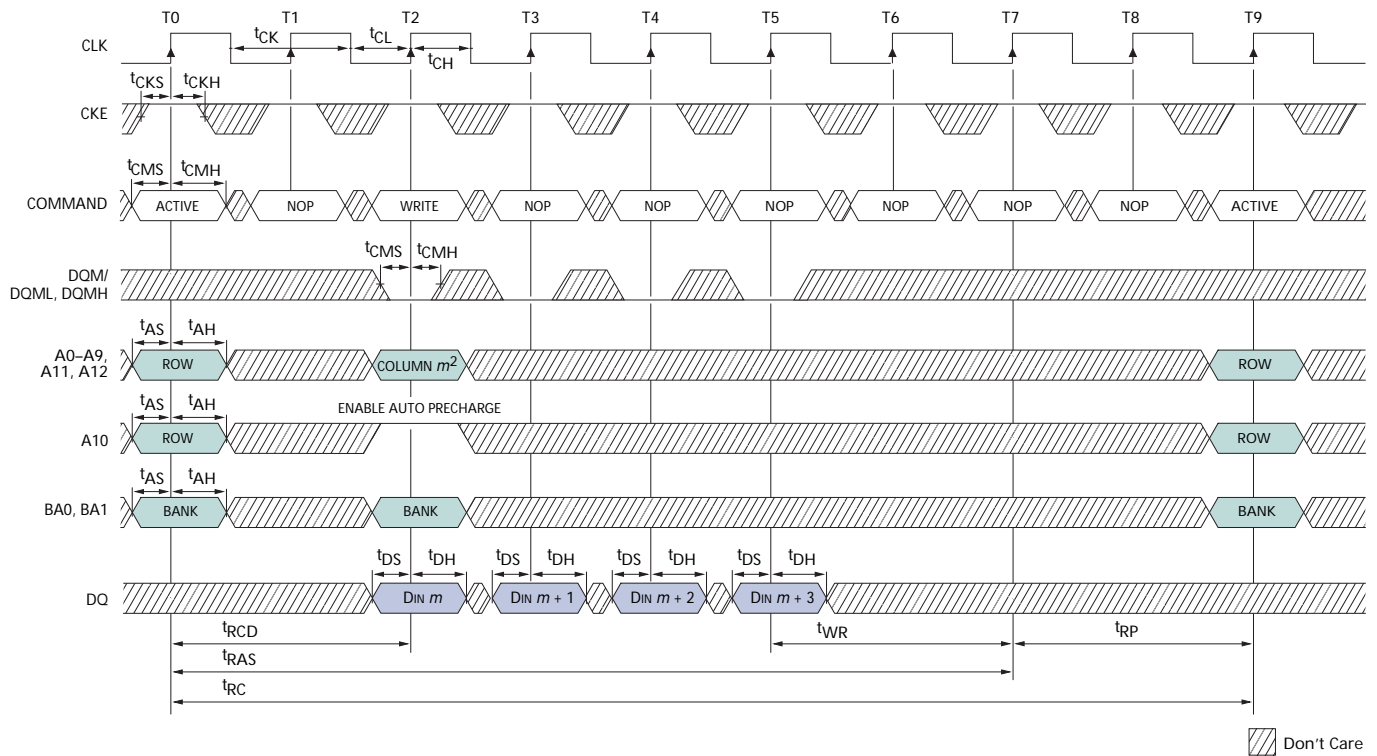 T0 T1 T2 T3 T4 T5 T6 T7 T8 T9
CLK tCK tCL tCH
tCKS tCKH
CKE
tCMS tCMH
COMMAND ACTIVE NOP WRITE NOP NOP NOP NOP NOP NOP ACTIVE
tCMS tCMH
DQM/
DQML, DQMH
tAS tAH
A0–A9,
A11, A12 ROW COLUMN m2 ROW
ENABLE AUTO PRECHARGE
tAS tAH
A10 ROW ROW
tAS tAH
BA0, BA1 BANK BANK BANK
tDS tDH tDS tDH tDS tDH tDS tDH
DQ DIN m DIN m + 1 DIN m + 2 DIN m + 3
tRCD tWR tRP
tRAS
tRC
Don't Care